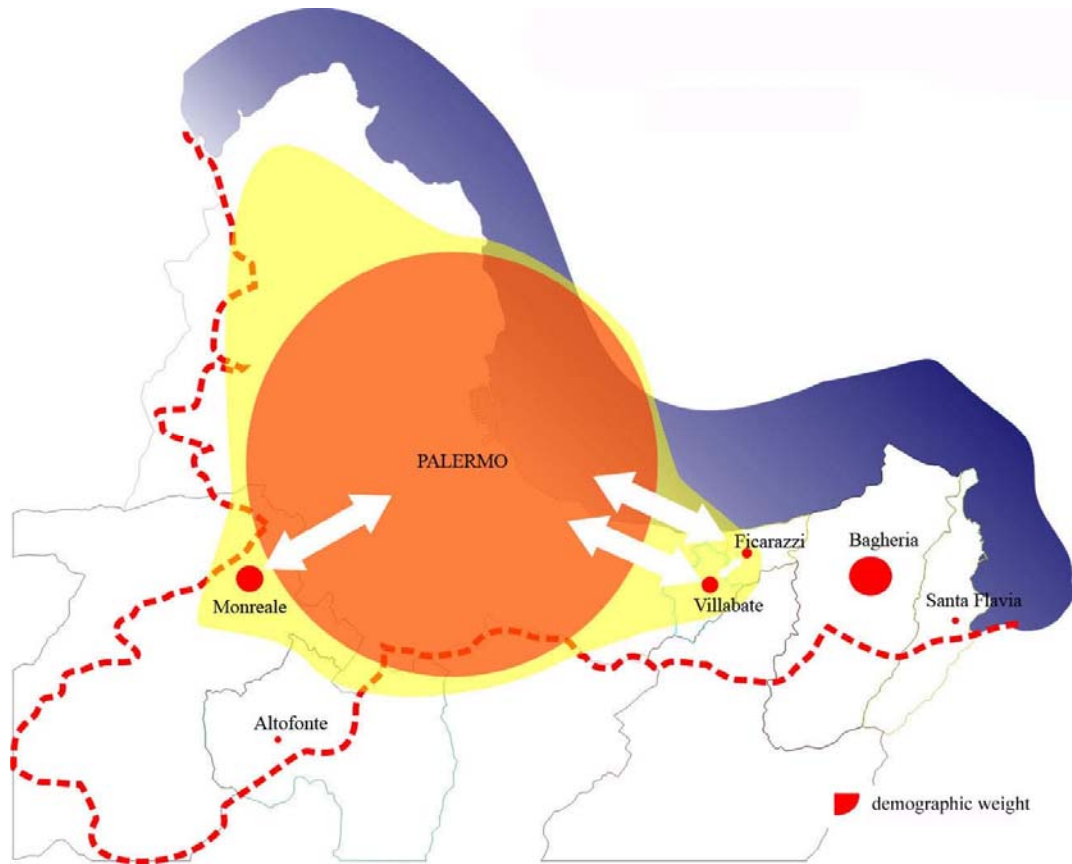 PALERMO
Ficarazzi
Bagheria
Monreale
Villabate
Santa Flavia
Altofonte
demographic weight